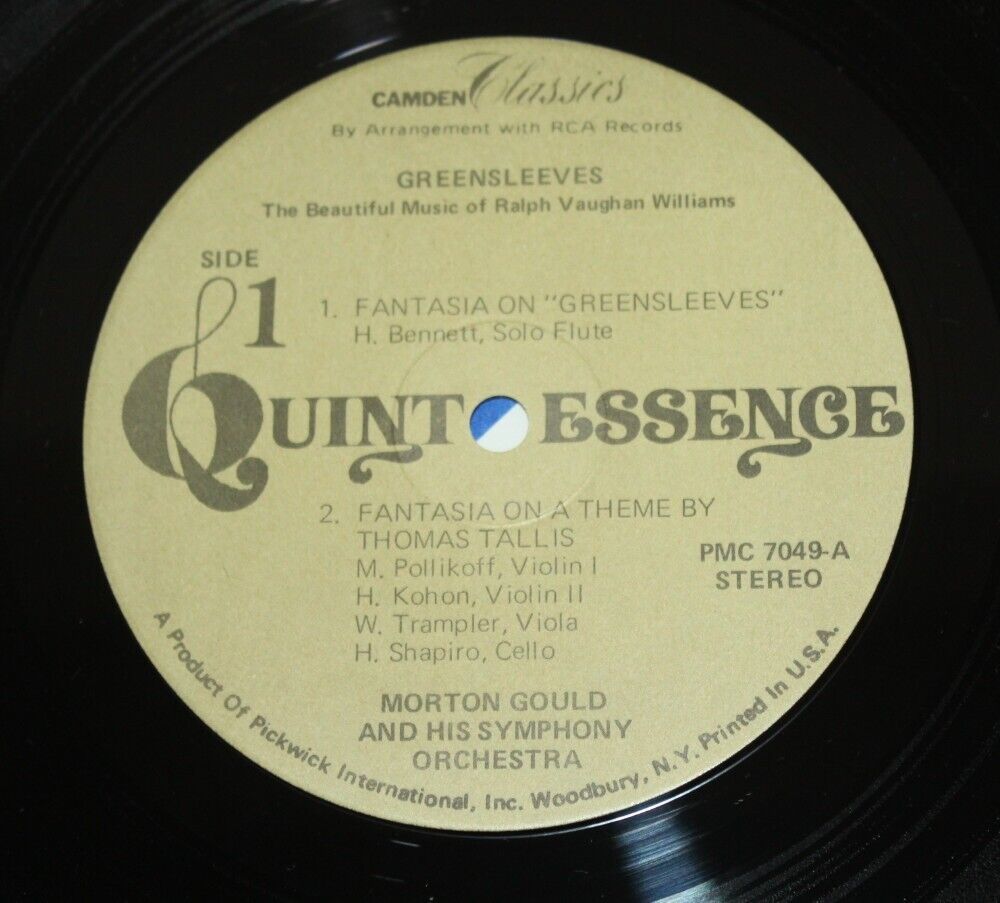 CAMDEN Classics
By Arrangement with RCA Records
GREENSLEEVES
The Beautiful Music of Ralph Vaughan Williams
SIDE
1
1. FANTASIA ON "GREENSLEEVES"
H. Bennett, Solo Flute
QUINTESSENCE
2. FANTASIA ON A THEME BY
THOMAS TALLIS
M. Pollikoff, Violin I
H. Kohon, Violin II
W. Trampler, Viola
H. Shapiro, Cello
PMC 7049-A
STEREO
MORTON GOULD
AND HIS SYMPHONY
ORCHESTRA
A Product Of Pickwick International, Inc. Woodbury, N.Y. Printed In U.S.A.